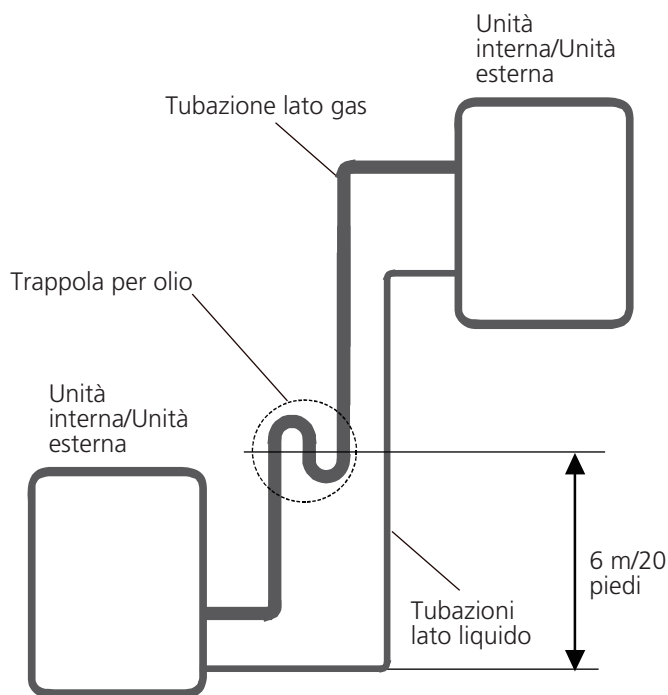 Unità
interna/Unità
esterna
Tubazione lato gas
Trappola per olio
Unità
interna/Unità
esterna
6 m/20
piedi
Tubazioni
lato liquido